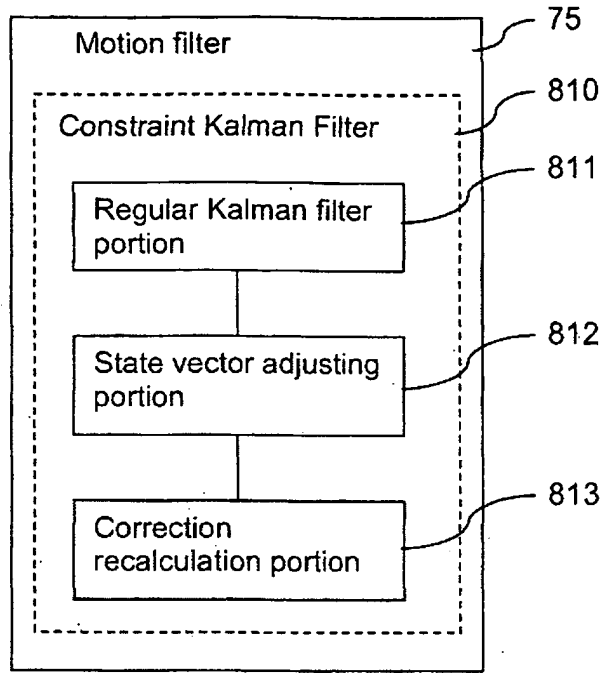 75
Motion filter
810
Constraint Kalman Filter
811
Regular Kalman filter
portion
812
State vector adjusting
portion
813
Correction
recalculation portion